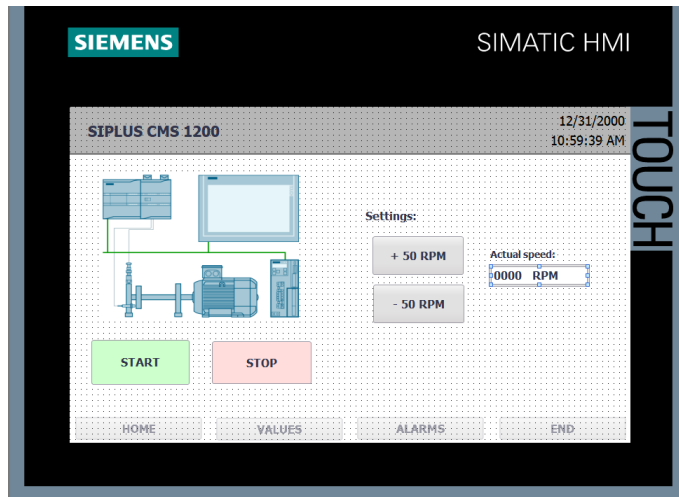 SIEMENS
SIMATIC HMI
TOUCH
SIPLUS CMS 1200
12/31/2000
10:59:39 AM
Settings:
+ 50 RPM
Actual speed:
0000 RPM
- 50 RPM
START
STOP
HOME
VALUES
ALARMS
END